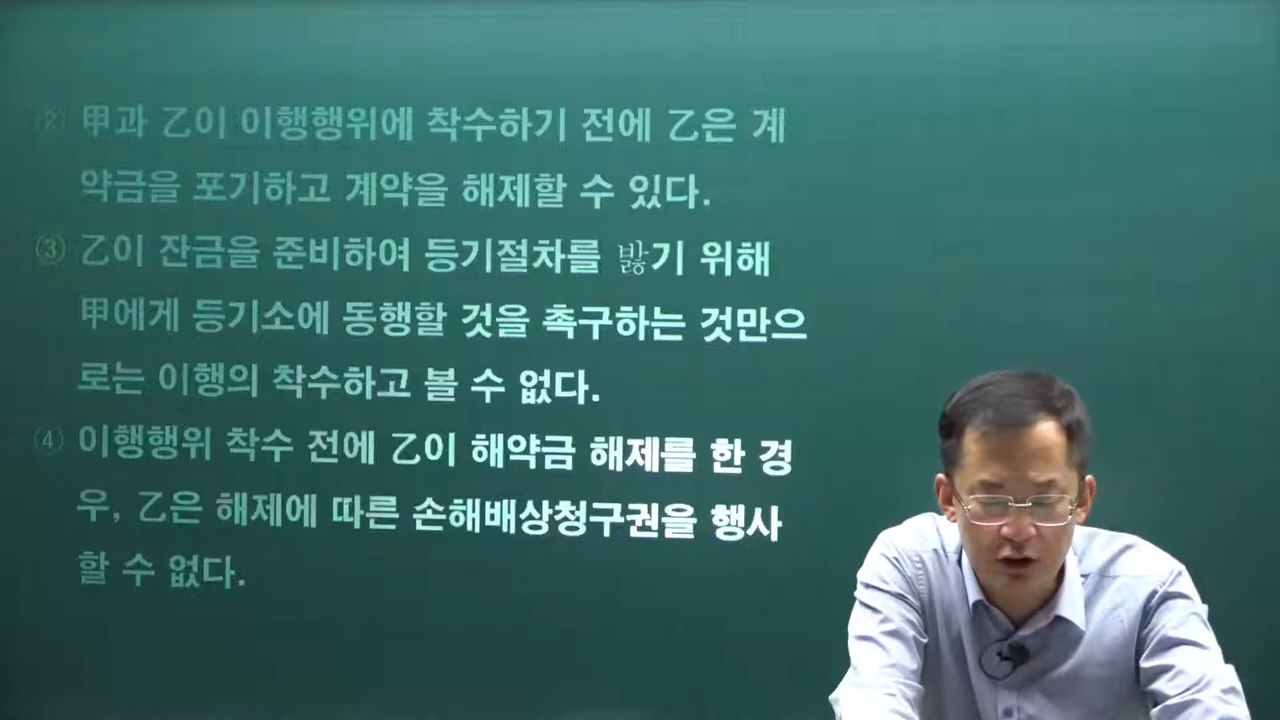 ② 甲과 乙이 이행행위에 착수하기 전에 乙은 계
약금을 포기하고 계약을 해제할 수 있다.
③ 乙이 잔금을 준비하여 등기절차를 밟기 위해
甲에게 등기소에 동행할 것을 촉구하는 것만으
로는 이행의 착수하고 볼 수 없다.
④ 이행행위 착수 전에 乙이 해약금 해제를 한 경
우, 乙은 해제에 따른 손해배상청구권을 행사
할 수 없다.